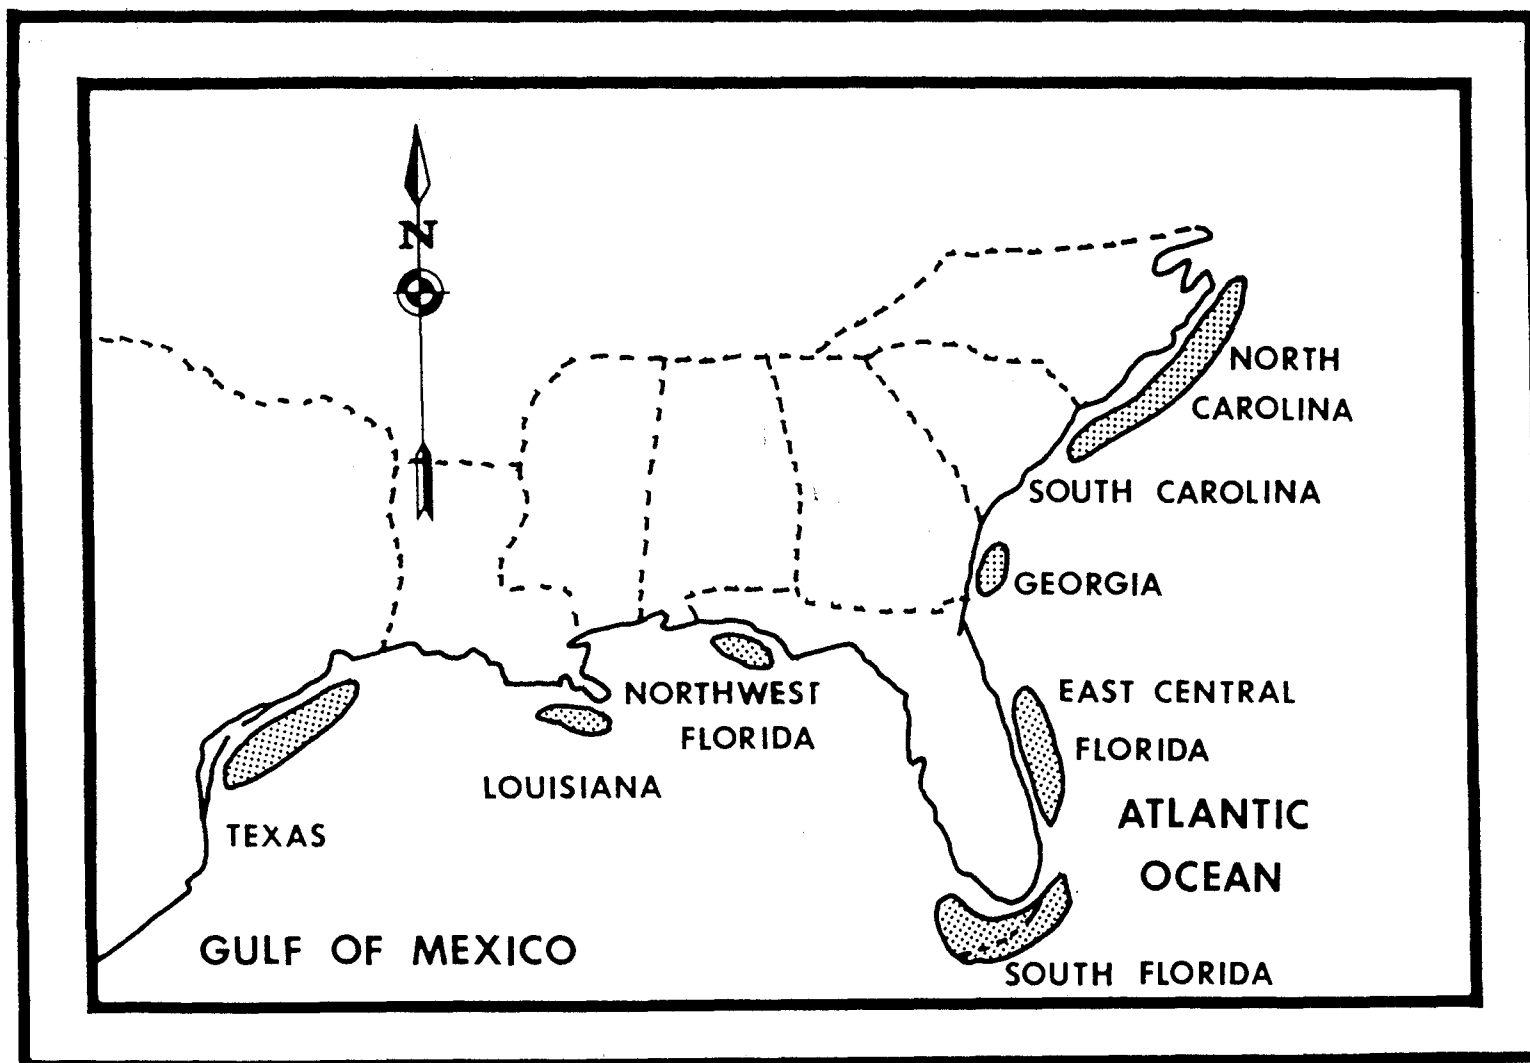 N
NORTH
CAROLINA
SOUTH CAROLINA
GEORGIA
NORTHWEST
FLORIDA
EAST CENTRAL
FLORIDA
LOUISIANA
TEXAS
ATLANTIC
OCEAN
GULF OF MEXICO
SOUTH FLORIDA